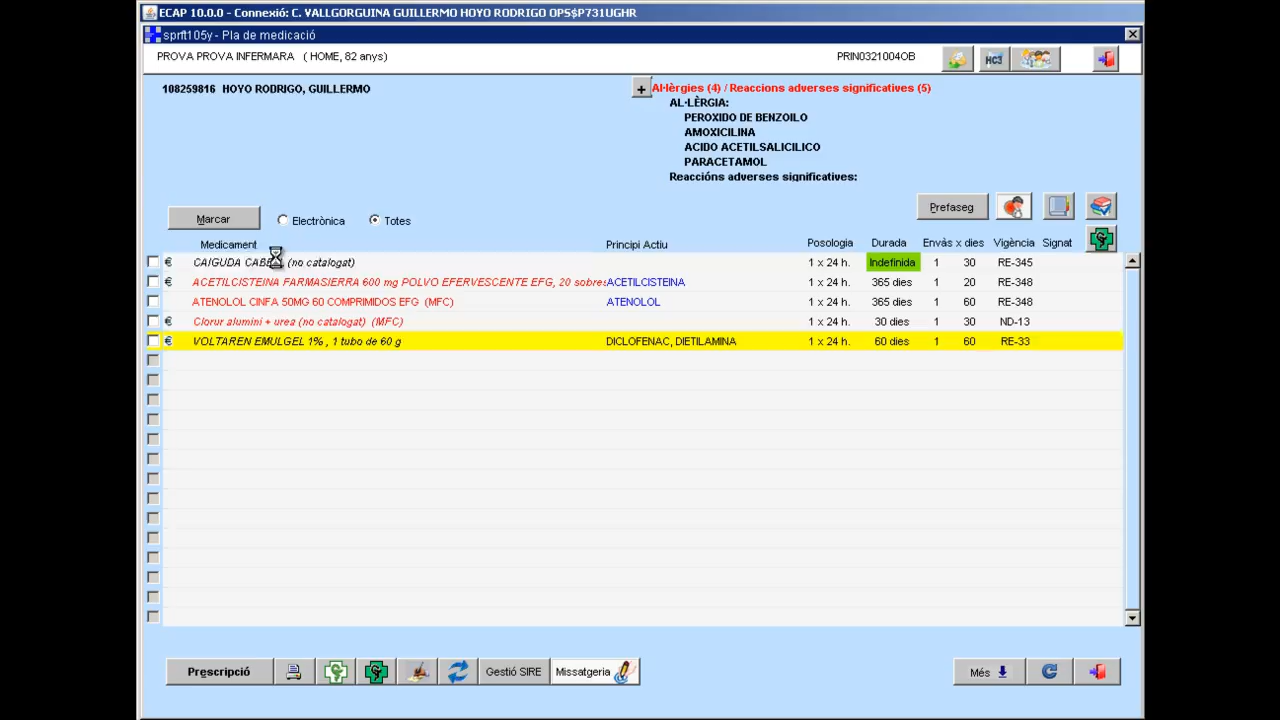 ECAP 10.0.0 - Connexió: C. VALLGORGUINA GUILLERMO HOYO RODRIGO OPS$P731UGHR
sprft105y - Pla de medicació
PROVA PROVA INFERMARA ( HOME, 82 anys) PRIN0321004OB HC3
108259816 HOYO RODRIGO, GUILLERMO
+ Al·lèrgies (4) / Reaccions adverses significatives (5)
AL·LÈRGIA:
PEROXIDO DE BENZOILO
AMOXICILINA
ACIDO ACETILSALICILICO
PARACETAMOL
Reaccións adverses significatives:
Marcar Electrònica Totes Prefaseg
Medicament Principi Actiu Posologia Durada Envàs x dies Vigència Signat
€ CAIGUDA (no catalogat) 1 x 24 h. Indefinida 1 30 RE-345
€ ACETILCISTEINA FARMASIERRA 600 mg POLVO EFERVESCENTE EFG, 20 sobres ACETILCISTEINA 1 x 24 h. 365 dies 1 20 RE-348
ATENOLOL CINFA 50MG 60 COMPRIMIDOS EFG (MFC) ATENOLOL 1 x 24 h. 365 dies 1 60 RE-348
€ Clorur alumini + urea (no catalogat) (MFC) 1 x 24 h. 30 dies 1 30 ND-13
€ VOLTAREN EMULGEL 1% , 1 tubo de 60 g DICLOFENAC, DIETILAMINA 1 x 24 h. 60 dies 1 60 RE-33
Prescripció Gestió SIRE Missatgeria Més